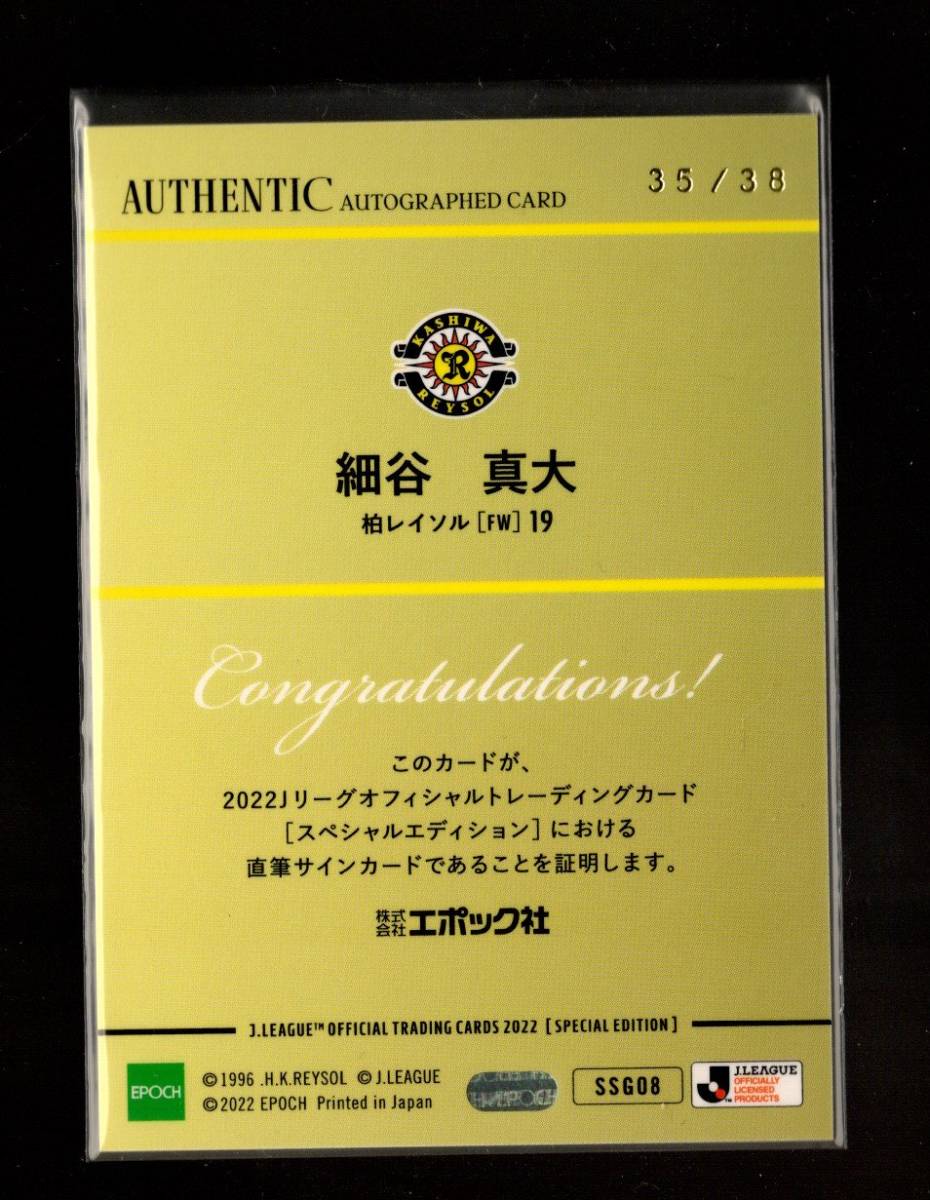 AUTHENTIC AUTOGRAPHED CARD
35/38
KASHIWA
R
REYSOL
細谷 真大
柏レイソル[FW]19
Congratulations!
このカードが、
2022Jリーグオフィシャルトレーディングカード
[スペシャルエディション]における
直筆サインカードであることを証明します。
株式会社エポック社
J.LEAGUE™ OFFICIAL TRADING CARDS 2022 [SPECIAL EDITION]
EPOCH
©1996 .H.K.REYSOL ©J.LEAGUE
©2022 EPOCH Printed in Japan
SSG08
J.LEAGUE
OFFICIALLY
LICENSED
PRODUCTS